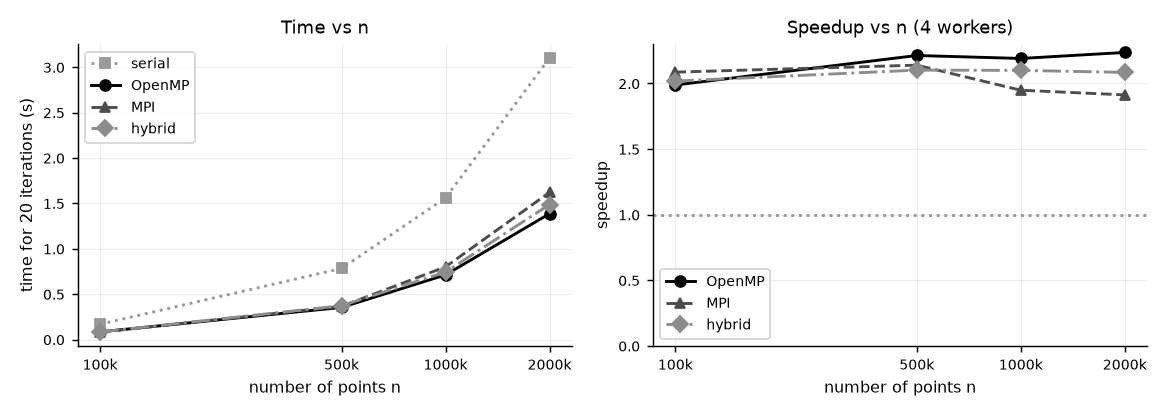 Time vs n
time for 20 iterations (s)
3.0
2.5
2.0
1.5
1.0
0.5
0.0
serial
OpenMP
MPI
hybrid
100k
500k
1000k
2000k
number of points n
Speedup vs n (4 workers)
speedup
2.0
1.5
1.0
0.5
0.0
OpenMP
MPI
hybrid
100k
500k
1000k
2000k
number of points n